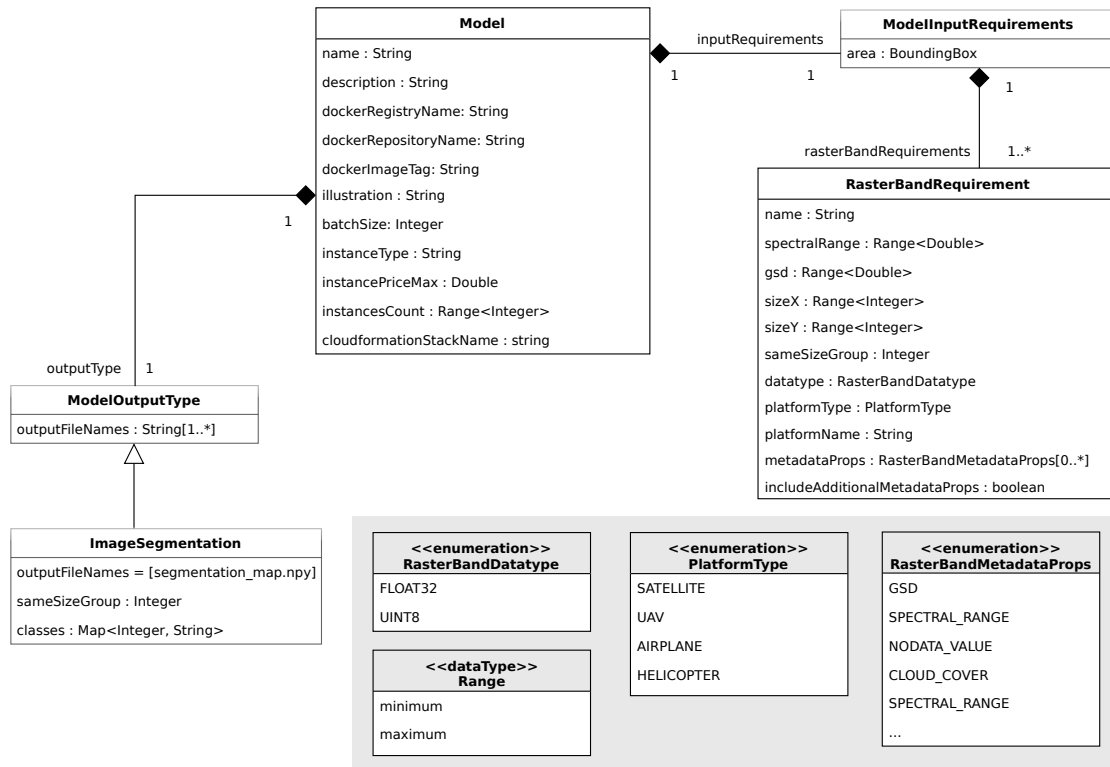 Model
name : String
description : String
dockerRegistryName: String
dockerRepositoryName: String
dockerImageTag: String
illustration : String
batchSize: Integer
instanceType : String
instancePriceMax : Double
instancesCount : Range<Integer>
cloudformationStackName : string
inputRequirements
1
1
ModelInputRequirements
area : BoundingBox
1
rasterBandRequirements
1..*
RasterBandRequirement
name : String
spectralRange : Range<Double>
gsd : Range<Double>
sizeX : Range<Integer>
sizeY : Range<Integer>
sameSizeGroup : Integer
datatype : RasterBandDatatype
platformType : PlatformType
platformName : String
metadataProps : RasterBandMetadataProps[0..*]
includeAdditionalMetadataProps : boolean
1
outputType
1
ModelOutputType
outputFileNames : String[1..*]
ImageSegmentation
outputFileNames = [segmentation_map.npy]
sameSizeGroup : Integer
classes : Map<Integer, String>
<<enumeration>>
RasterBandDatatype
FLOAT32
UINT8
<<dataType>>
Range
minimum
maximum
<<enumeration>>
PlatformType
SATELLITE
UAV
AIRPLANE
HELICOPTER
<<enumeration>>
RasterBandMetadataProps
GSD
SPECTRAL_RANGE
NODATA_VALUE
CLOUD_COVER
SPECTRAL_RANGE
...